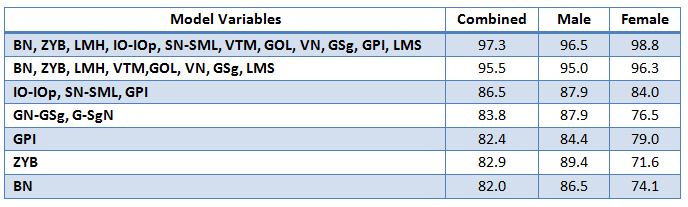 Model Variables Combined Male Female
BN, ZYB, LMH, IO-IOp, SN-SML, VTM, GOL, VN, GSg, GPI, LMS 97.3 96.5 98.8
BN, ZYB, LMH, VTM,GOL, VN, GSg, LMS 95.5 95.0 96.3
IO-IOp, SN-SML, GPI 86.5 87.9 84.0
GN-GSg, G-SgN 83.8 87.9 76.5
GPI 82.4 84.4 79.0
ZYB 82.9 89.4 71.6
BN 82.0 86.5 74.1